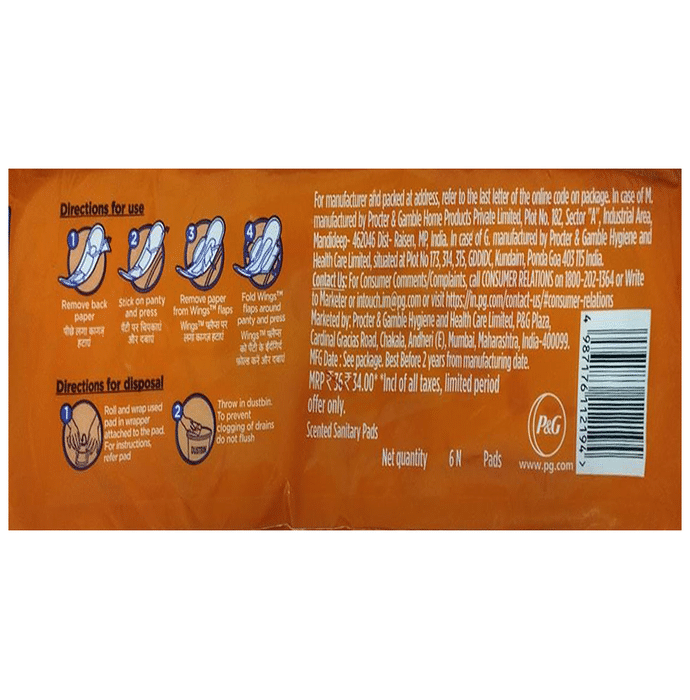 Directions for use
1
2
3
4
Remove back
paper
पीछे लगा कागज़
हटाएं
Stick on panty
and press
पैंटी पर चिपकाएं
और दबाएं
Remove paper
from Wings™ flaps
Wings™ फ्लैप्स पर
लगा कागज़ हटाएं
Fold Wings™
flaps around
panty and press
Wings™ फ्लैप्स
को पैंटी के ईर्दगिर्द
फोल्ड करें और दबाएं
Directions for disposal
1
Roll and wrap used
pad in wrapper
attached to the pad.
For instructions,
refer pad
2
DUSTBIN
Throw in dustbin.
To prevent
clogging of drains
do not flush
For manufacturer and packed at address, refer to the last letter of the online code on package. In case of M.
manufactured by Procter & Gamble Home Products Private Limited, Plot No. 182, Sector "A", Industrial Area,
Mandideep- 462046 Dist- Raisen, MP, India. In case of G. manufactured by Procter & Gamble Hygiene and
Health Care Limited, situated at Plot No 173, 314, 315, GDDIDC, Kundaim, Ponda Goa 403 115 India.
Contact Us: For Consumer Comments/Complaints, call CONSUMER RELATIONS on 1800-202-1364 or Write
to Marketer or intouch.im@pg.com or visit https://in.pg.com/contact-us/#consumer-relations
Marketed by: Procter & Gamble Hygiene and Health Care Limited, P&G Plaza,
Cardinal Gracias Road, Chakala, Andheri (E), Mumbai, Maharashtra, India-400099.
MFG Date : See package. Best Before 2 years from manufacturing date.
MRP ₹36 ₹34.00* *Incl of all taxes, limited period
offer only.
Scented Sanitary Pads
Net quantity 6 N Pads
P&G
www.pg.com
4 987176 112194 >